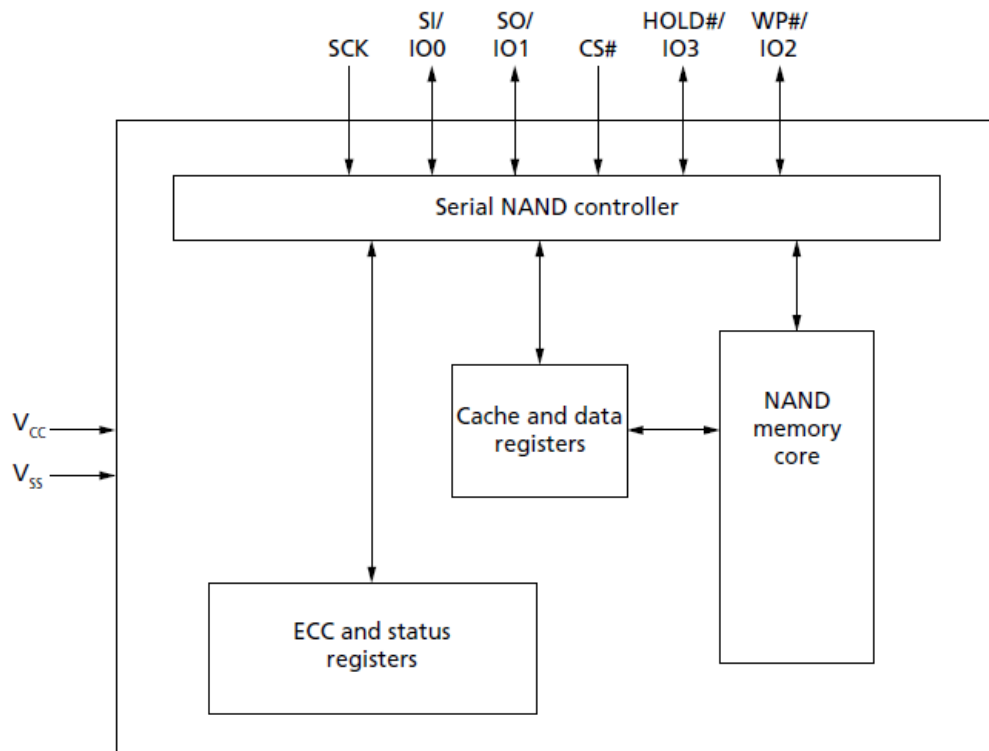 SI/ SO/ HOLD#/ WP#/
SCK IO0 IO1 CS# IO3 IO2
Serial NAND controller
Cache and data
registers
NAND
memory
core
VCC
VSS
ECC and status
registers